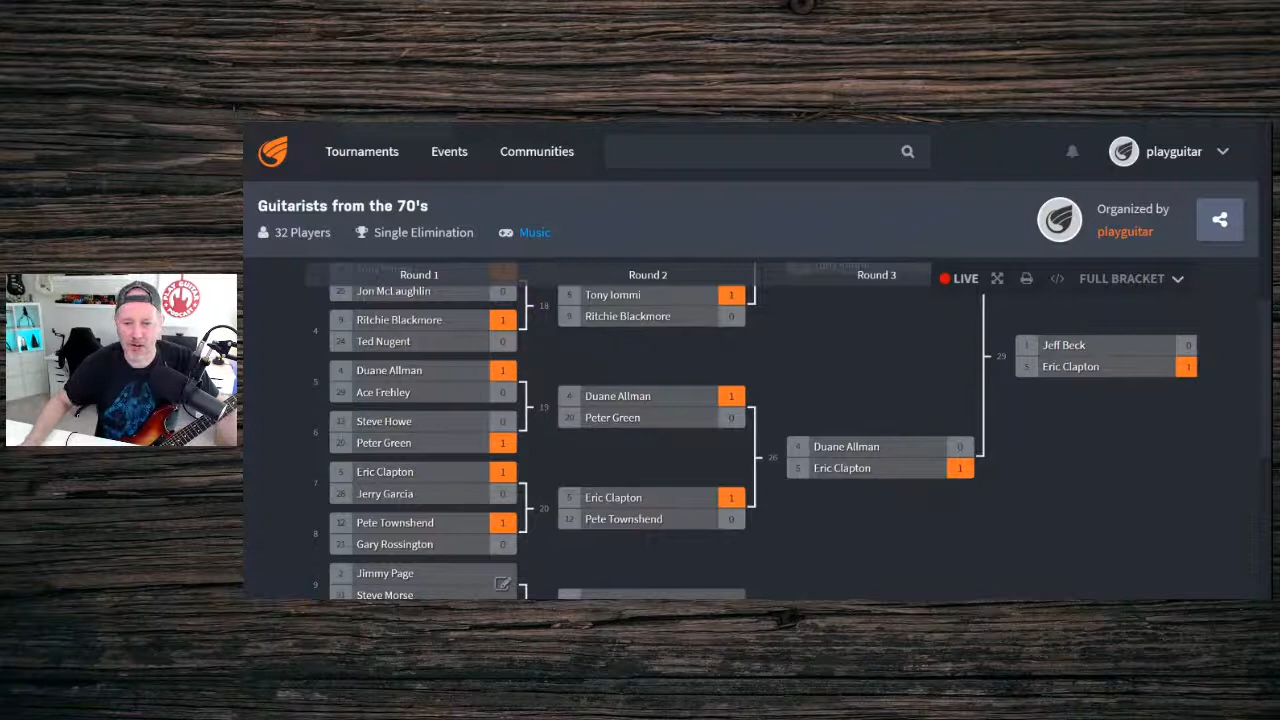 Tournaments Events Communities playguitar
Guitarists from the 70's
32 Players Single Elimination Music
Organized by
playguitar
Round 1 Round 2 Round 3
LIVE </> FULL BRACKET
25 Jon McLaughlin 0
4
9 Ritchie Blackmore 1
24 Ted Nugent 0
5
4 Duane Allman 1
29 Ace Frehley 0
6
13 Steve Howe 0
20 Peter Green 1
7
5 Eric Clapton 1
28 Jerry Garcia 0
8
12 Pete Townshend 1
21 Gary Rossington 0
9
2 Jimmy Page
Steve Morse
18
6 Tony Iommi 1
9 Ritchie Blackmore 0
19
4 Duane Allman 1
20 Peter Green 0
20
5 Eric Clapton 1
12 Pete Townshend 0
26
4 Duane Allman 0
5 Eric Clapton 1
29
1 Jeff Beck 0
5 Eric Clapton 1
PLAY GUITAR
PODCAST